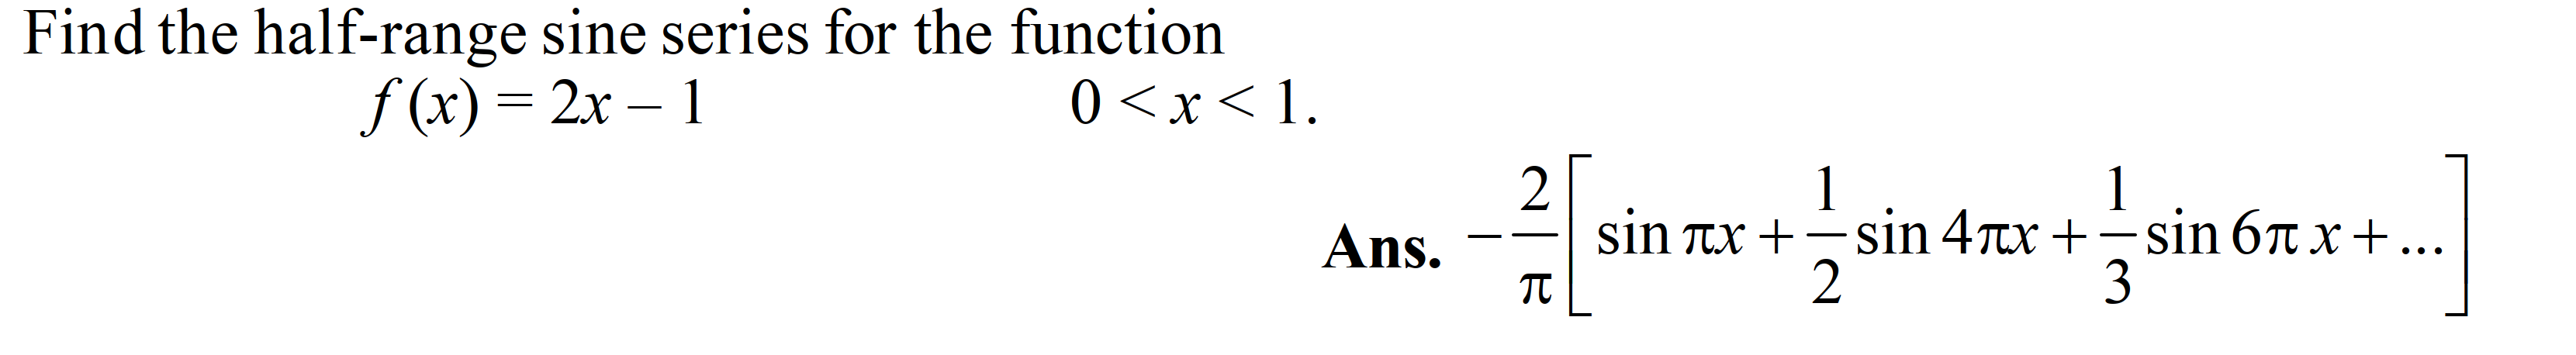 Find the half-range sine series for the function
f (x) = 2x – 1 0 < x < 1.
Ans. −2/π [sin πx + 1/2 sin 4πx + 1/3 sin 6π x + ...]